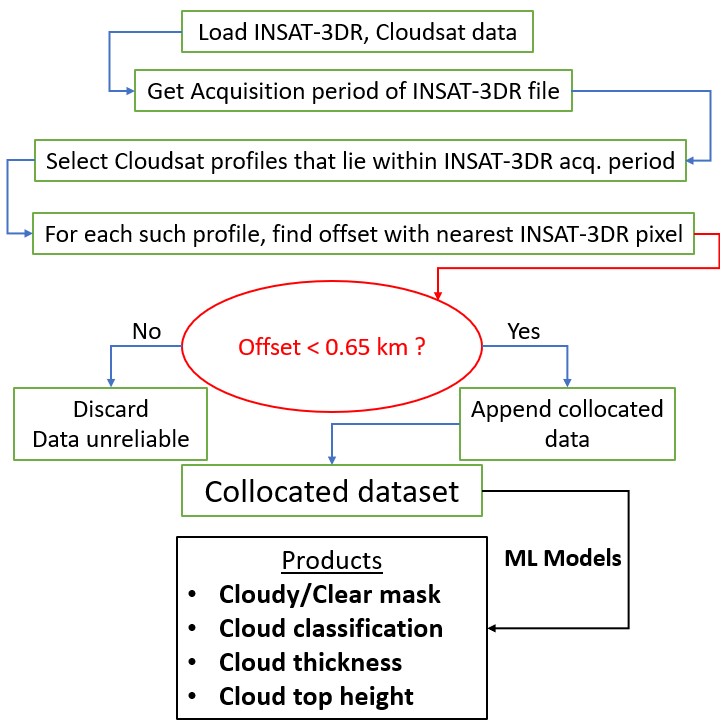 Load INSAT-3DR, Cloudsat data
Get Acquisition period of INSAT-3DR file
Select Cloudsat profiles that lie within INSAT-3DR acq. period
For each such profile, find offset with nearest INSAT-3DR pixel
Offset < 0.65 km ?
No
Yes
Discard
Data unreliable
Append collocated
data
Collocated dataset
ML Models
Products
• Cloudy/Clear mask
• Cloud classification
• Cloud thickness
• Cloud top height